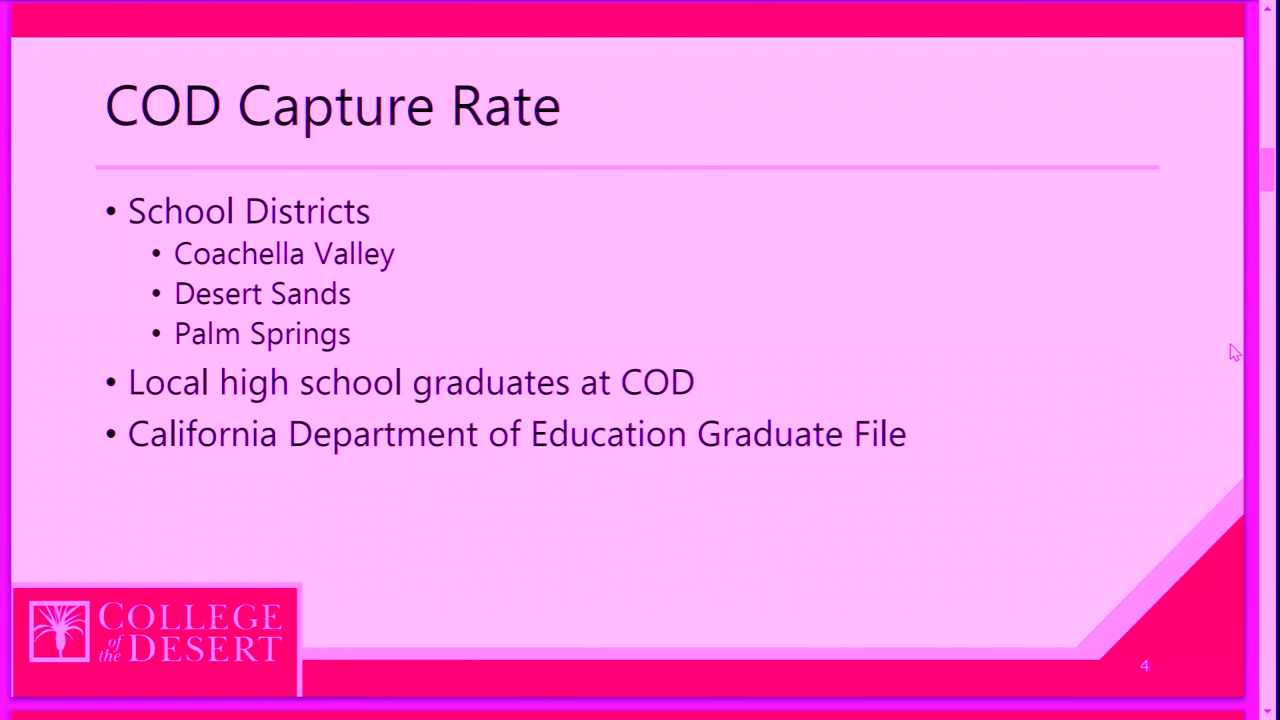 COD Capture Rate
• School Districts
• Coachella Valley
• Desert Sands
• Palm Springs
• Local high school graduates at COD
• California Department of Education Graduate File
COLLEGE
of the DESERT
4